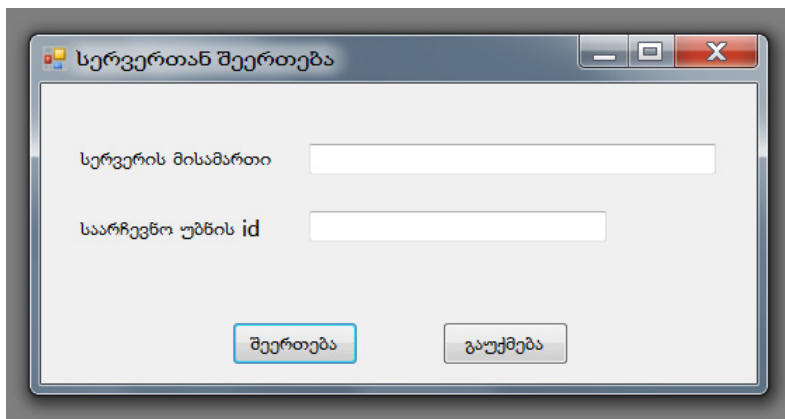 სერვერთან შეერთება
სერვერის მისამართი
საარჩევნო უბნის id
შეერთება გაუქმება